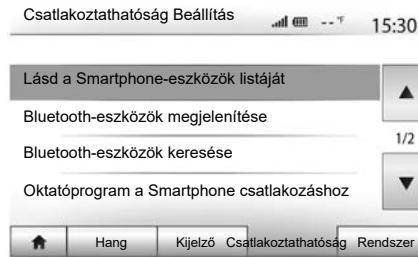 Csatlakoztathatóság Beállítás
-- °F 15:30
Lásd a Smartphone-eszközök listáját
Bluetooth-eszközök megjelenítése
1/2
Bluetooth-eszközök keresése
Oktatóprogram a Smartphone csatlakozáshoz
Hang Kijelző Csatlakoztathatóság Rendszer